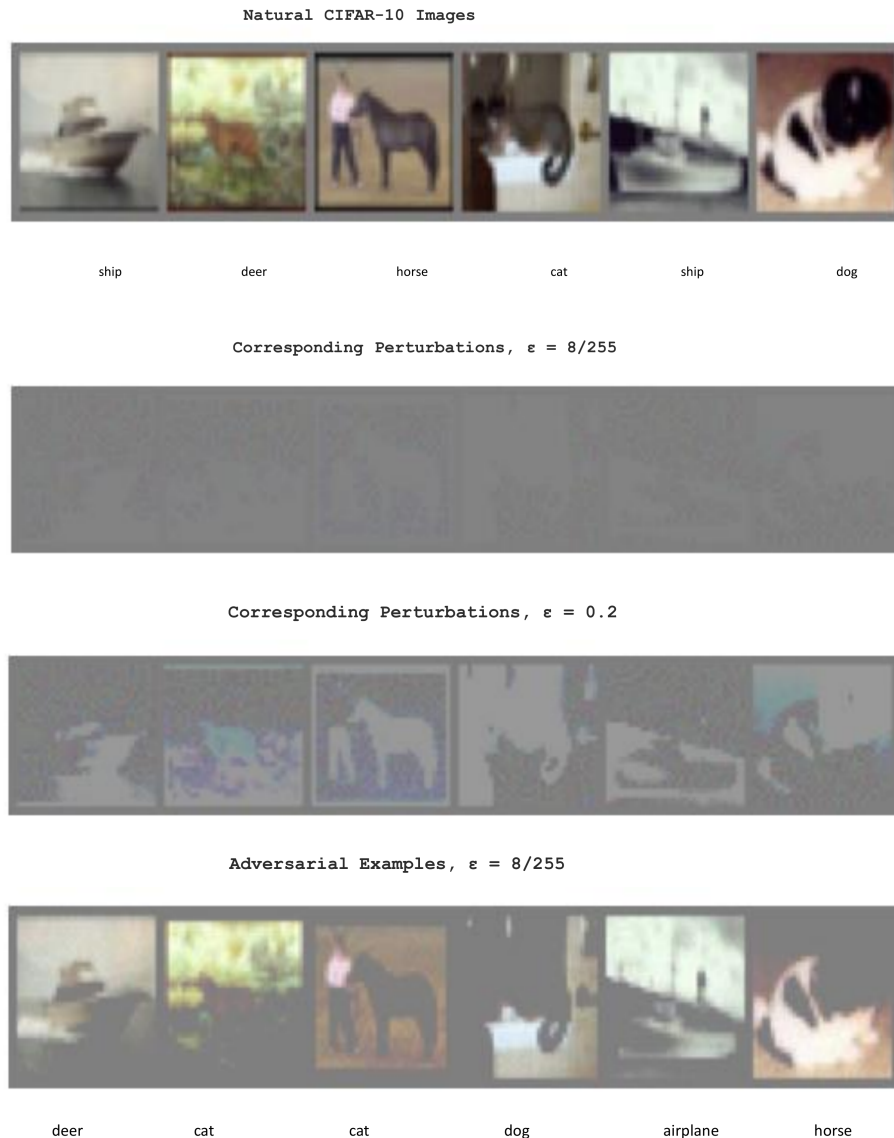 Natural CIFAR-10 Images
ship deer horse cat ship dog
Corresponding Perturbations, ε = 8/255
Corresponding Perturbations, ε = 0.2
Adversarial Examples, ε = 8/255
deer cat cat dog airplane horse